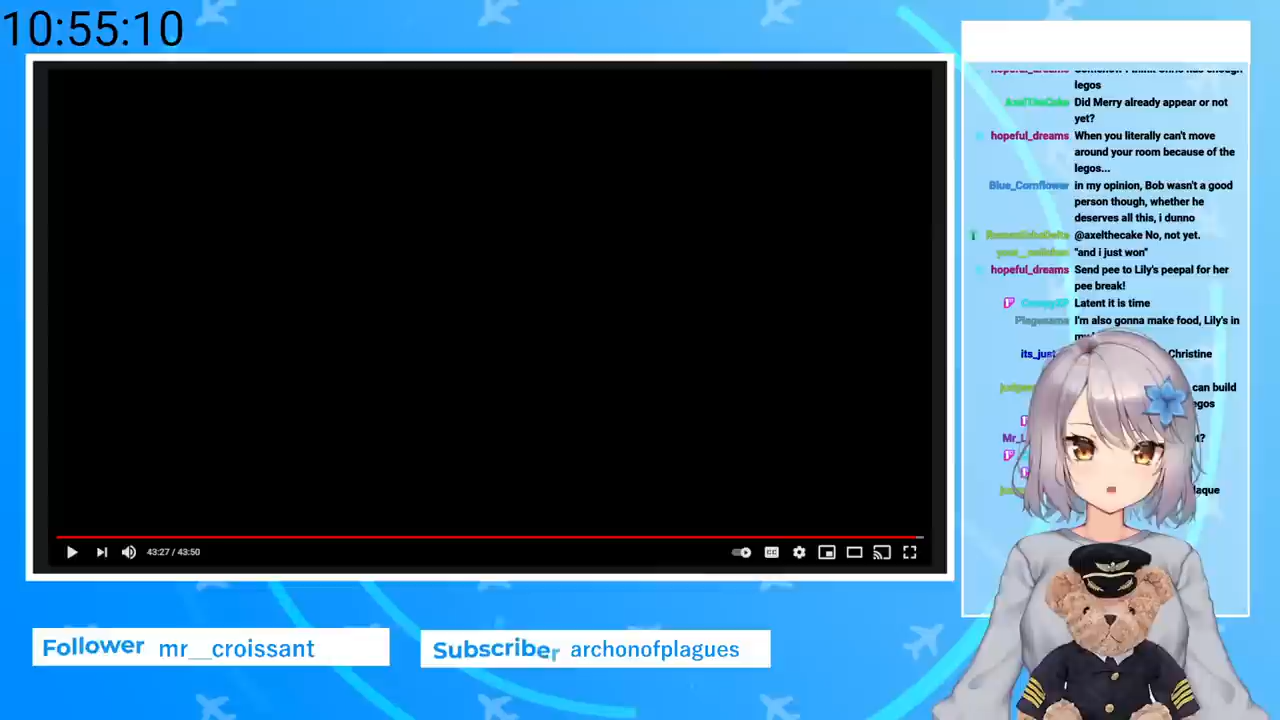 10:55:10
legos
Did Merry already appear or not
yet?
hopeful_dreams When you literally can't move
around your room because of the
legos...
Blue_Cornflower in my opinion, Bob wasn't a good
person though, whether he
deserves all this, i dunno
@axelthecake No, not yet.
"and i just won"
hopeful_dreams Send pee to Lily's peepal for her
pee break!
Latent it is time
Plaguesama I'm also gonna make food, Lily's in
its_just Christine
can build
egos
Mr_L t?
laque
43:27 / 43:50
Follower mr__croissant
Subscriber archonofplagues